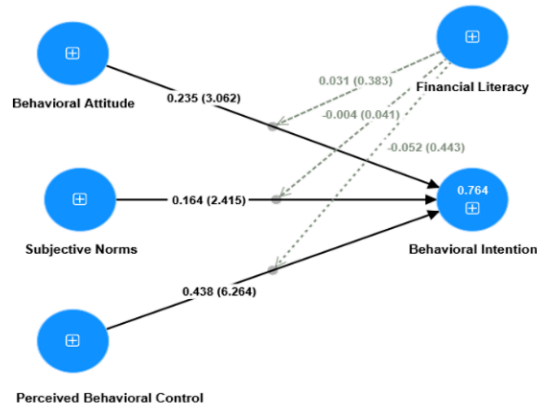 Behavioral Attitude
Financial Literacy
0.235 (3.062)
0.031 (0.383)
-0.004 (0.041)
-0.052 (0.443)
0.764
0.164 (2.415)
Subjective Norms
Behavioral Intention
0.438 (6.264)
Perceived Behavioral Control